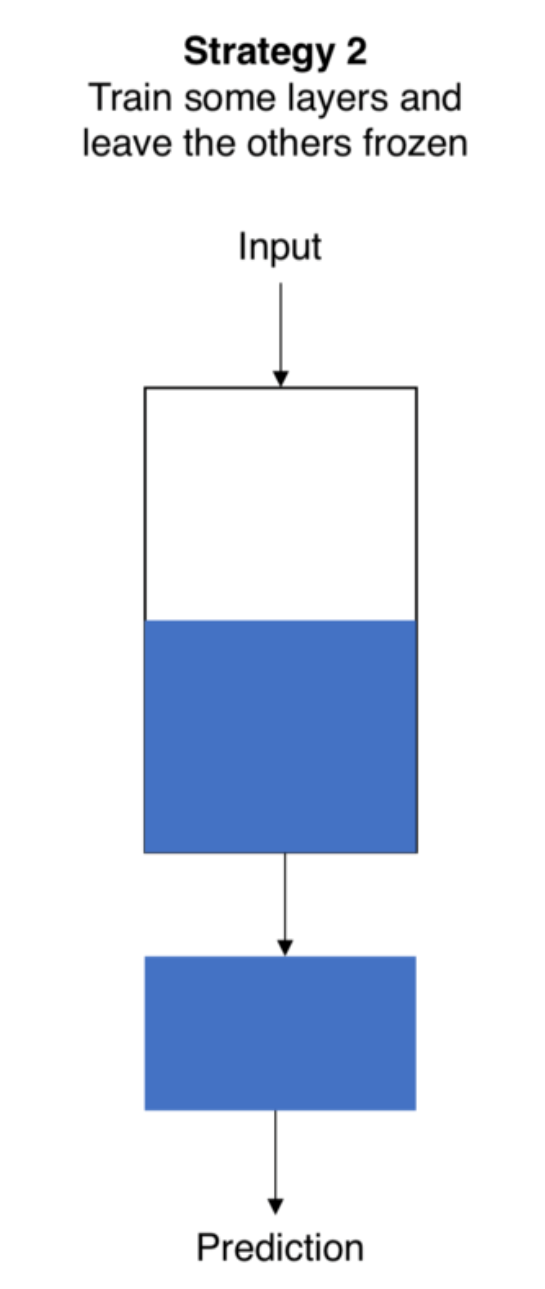 Strategy 2
Train some layers and
leave the others frozen
Input
Prediction